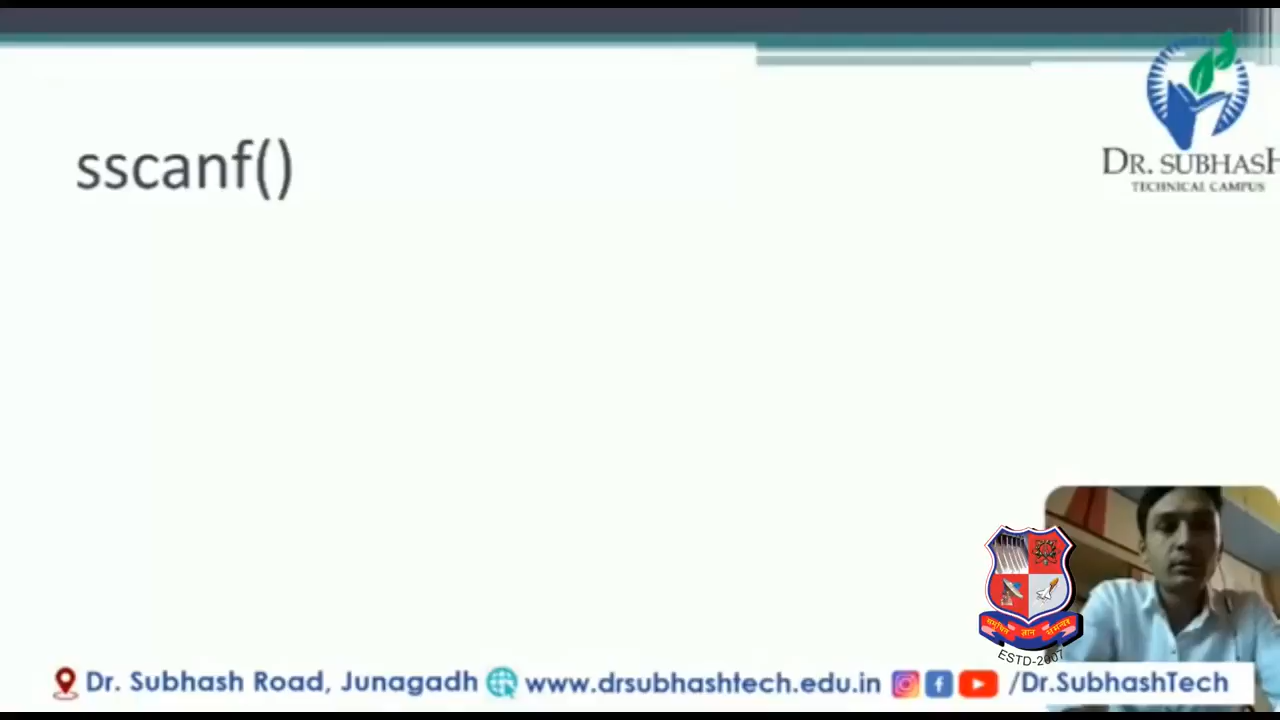 sscanf()
DR. SUBHASH
TECHNICAL CAMPUS
ESTD-2007
Dr. Subhash Road, Junagadh www.drsubhashtech.edu.in /Dr.SubhashTech